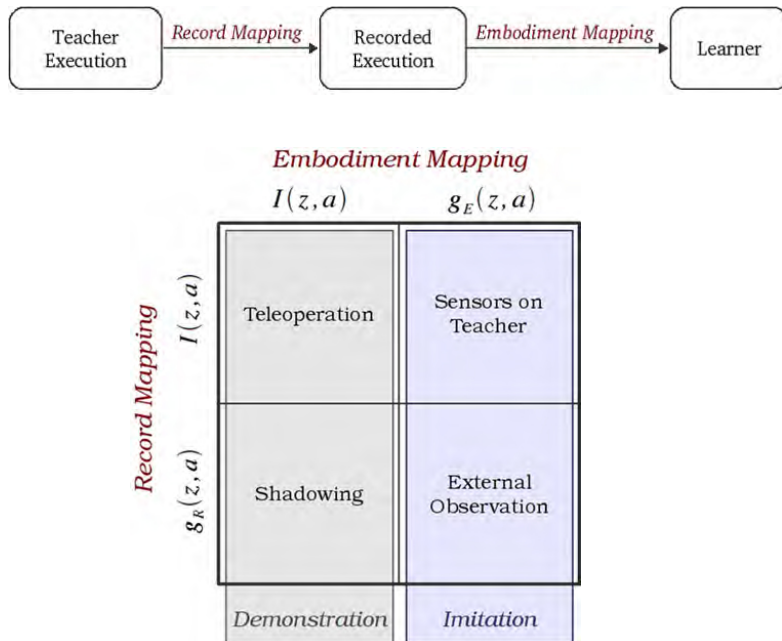 Teacher
Execution
Record Mapping
Recorded
Execution
Embodiment Mapping
Learner
Embodiment Mapping
I(z,a)
g_E(z,a)
Record Mapping
I(z,a)
Teleoperation
Sensors on
Teacher
g_R(z,a)
Shadowing
External
Observation
Demonstration
Imitation